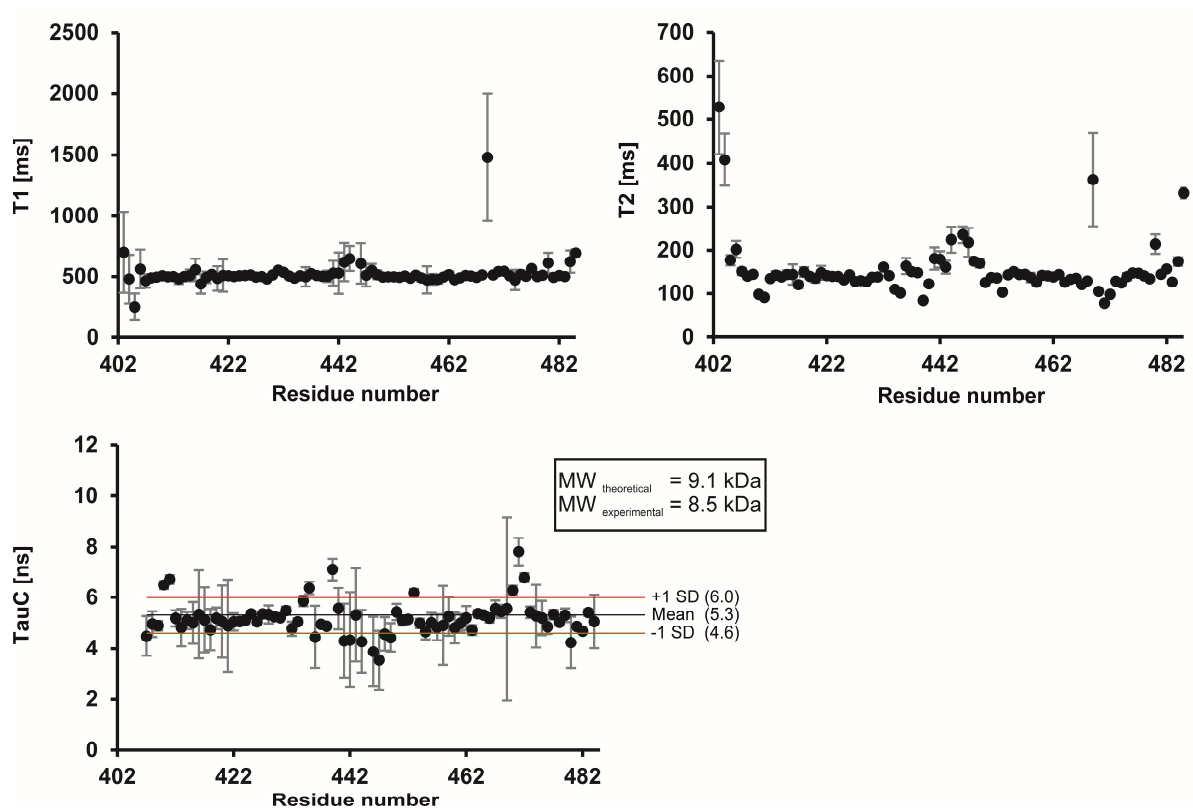 2500
2000
1500
1000
500
0
T1 [ms]
402 422 442 462 482
Residue number
700
600
500
400
300
200
100
0
T2 [ms]
402 422 442 462 482
Residue number
12
10
8
6
4
2
0
TauC [ns]
402 422 442 462 482
Residue number
MW theoretical = 9.1 kDa
MW experimental = 8.5 kDa
+1 SD (6.0)
Mean (5.3)
-1 SD (4.6)